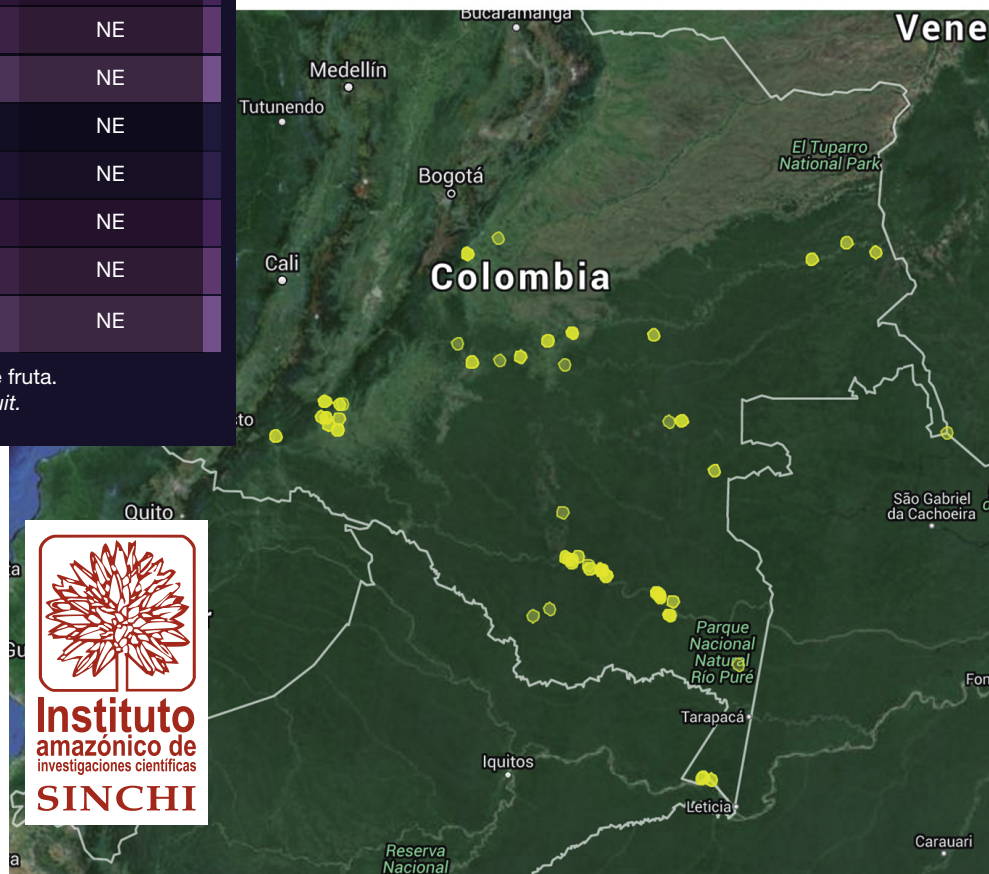 NE
NE
NE
NE
NE
NE
NE
fruta.
Bucaramanga
Vene
Medellín
Tutunendo
El Tuparro
National Park
Bogotá
Cali
Colombia
sto
Quito
São Gabriel
da Cachoeira
Parque
Nacional
Natural
Río Puré
Fon
Tarapacá
Iquitos
Leticia
Carauari
Reserva
Nacional
Instituto
amazónico de
investigaciones científicas
SINCHI